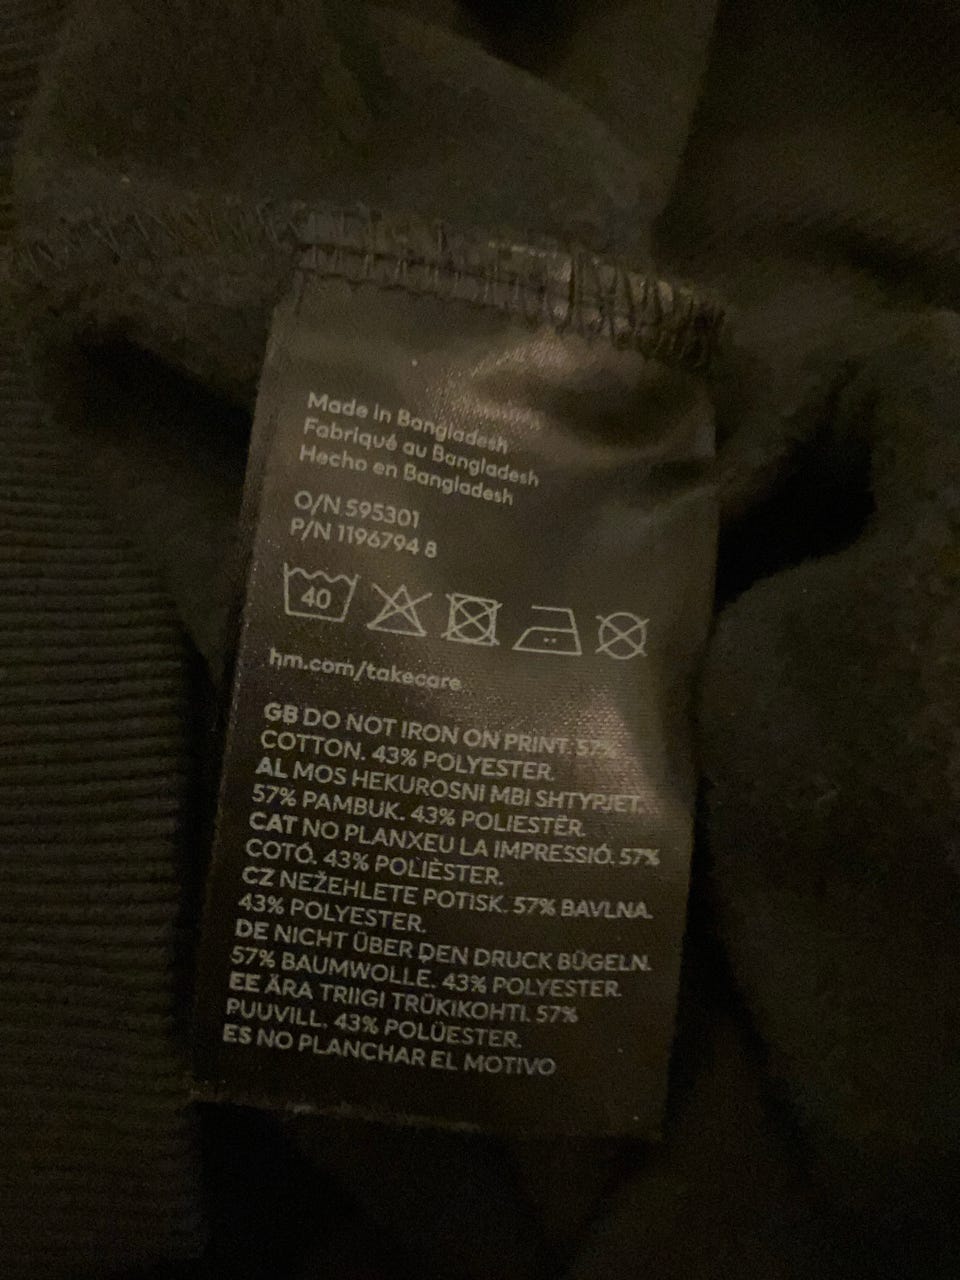 Made in Bangladesh
Fabriqué au Bangladesh
Hecho en Bangladesh
O/N 595301
P/N 1196794 8
40
hm.com/takecare
GB DO NOT IRON ON PRINT. 57%
COTTON. 43% POLYESTER.
AL MOS HEKUROSNI MBI SHTYPJET.
57% PAMBUK. 43% POLIESTËR.
CAT NO PLANXEU LA IMPRESSIÓ. 57%
COTÓ. 43% POLIÈSTER.
CZ NEŽEHLETE POTISK. 57% BAVLNA.
43% POLYESTER.
DE NICHT ÜBER DEN DRUCK BÜGELN.
57% BAUMWOLLE. 43% POLYESTER.
EE ÄRA TRIIGI TRÜKIKOHTI. 57%
PUUVILL. 43% POLÜESTER.
ES NO PLANCHAR EL MOTIVO